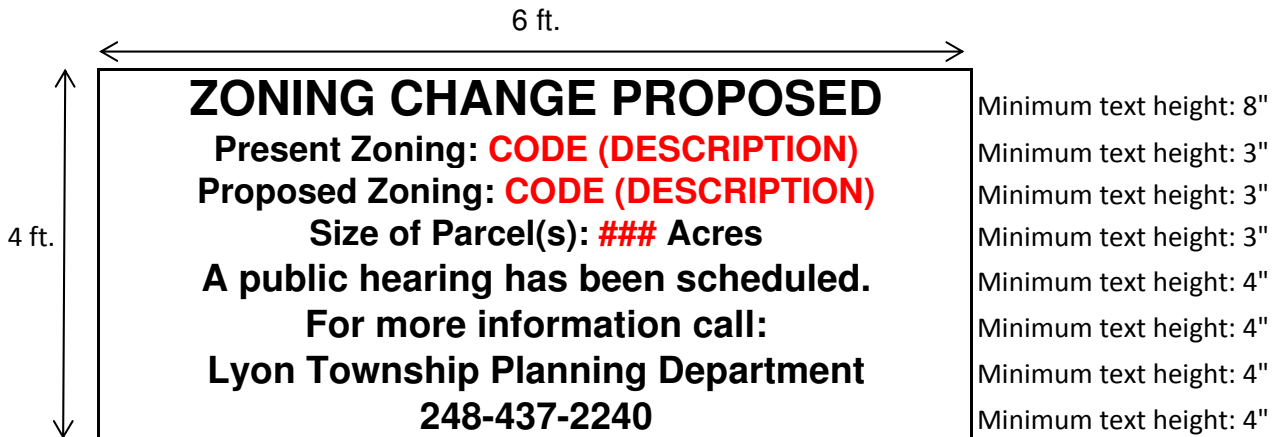 6 ft.
ZONING CHANGE PROPOSED Minimum text height: 8"
Present Zoning: CODE (DESCRIPTION) Minimum text height: 3"
Proposed Zoning: CODE (DESCRIPTION) Minimum text height: 3"
4 ft. Size of Parcel(s): ### Acres Minimum text height: 3"
A public hearing has been scheduled. Minimum text height: 4"
For more information call: Minimum text height: 4"
Lyon Township Planning Department Minimum text height: 4"
248-437-2240 Minimum text height: 4"